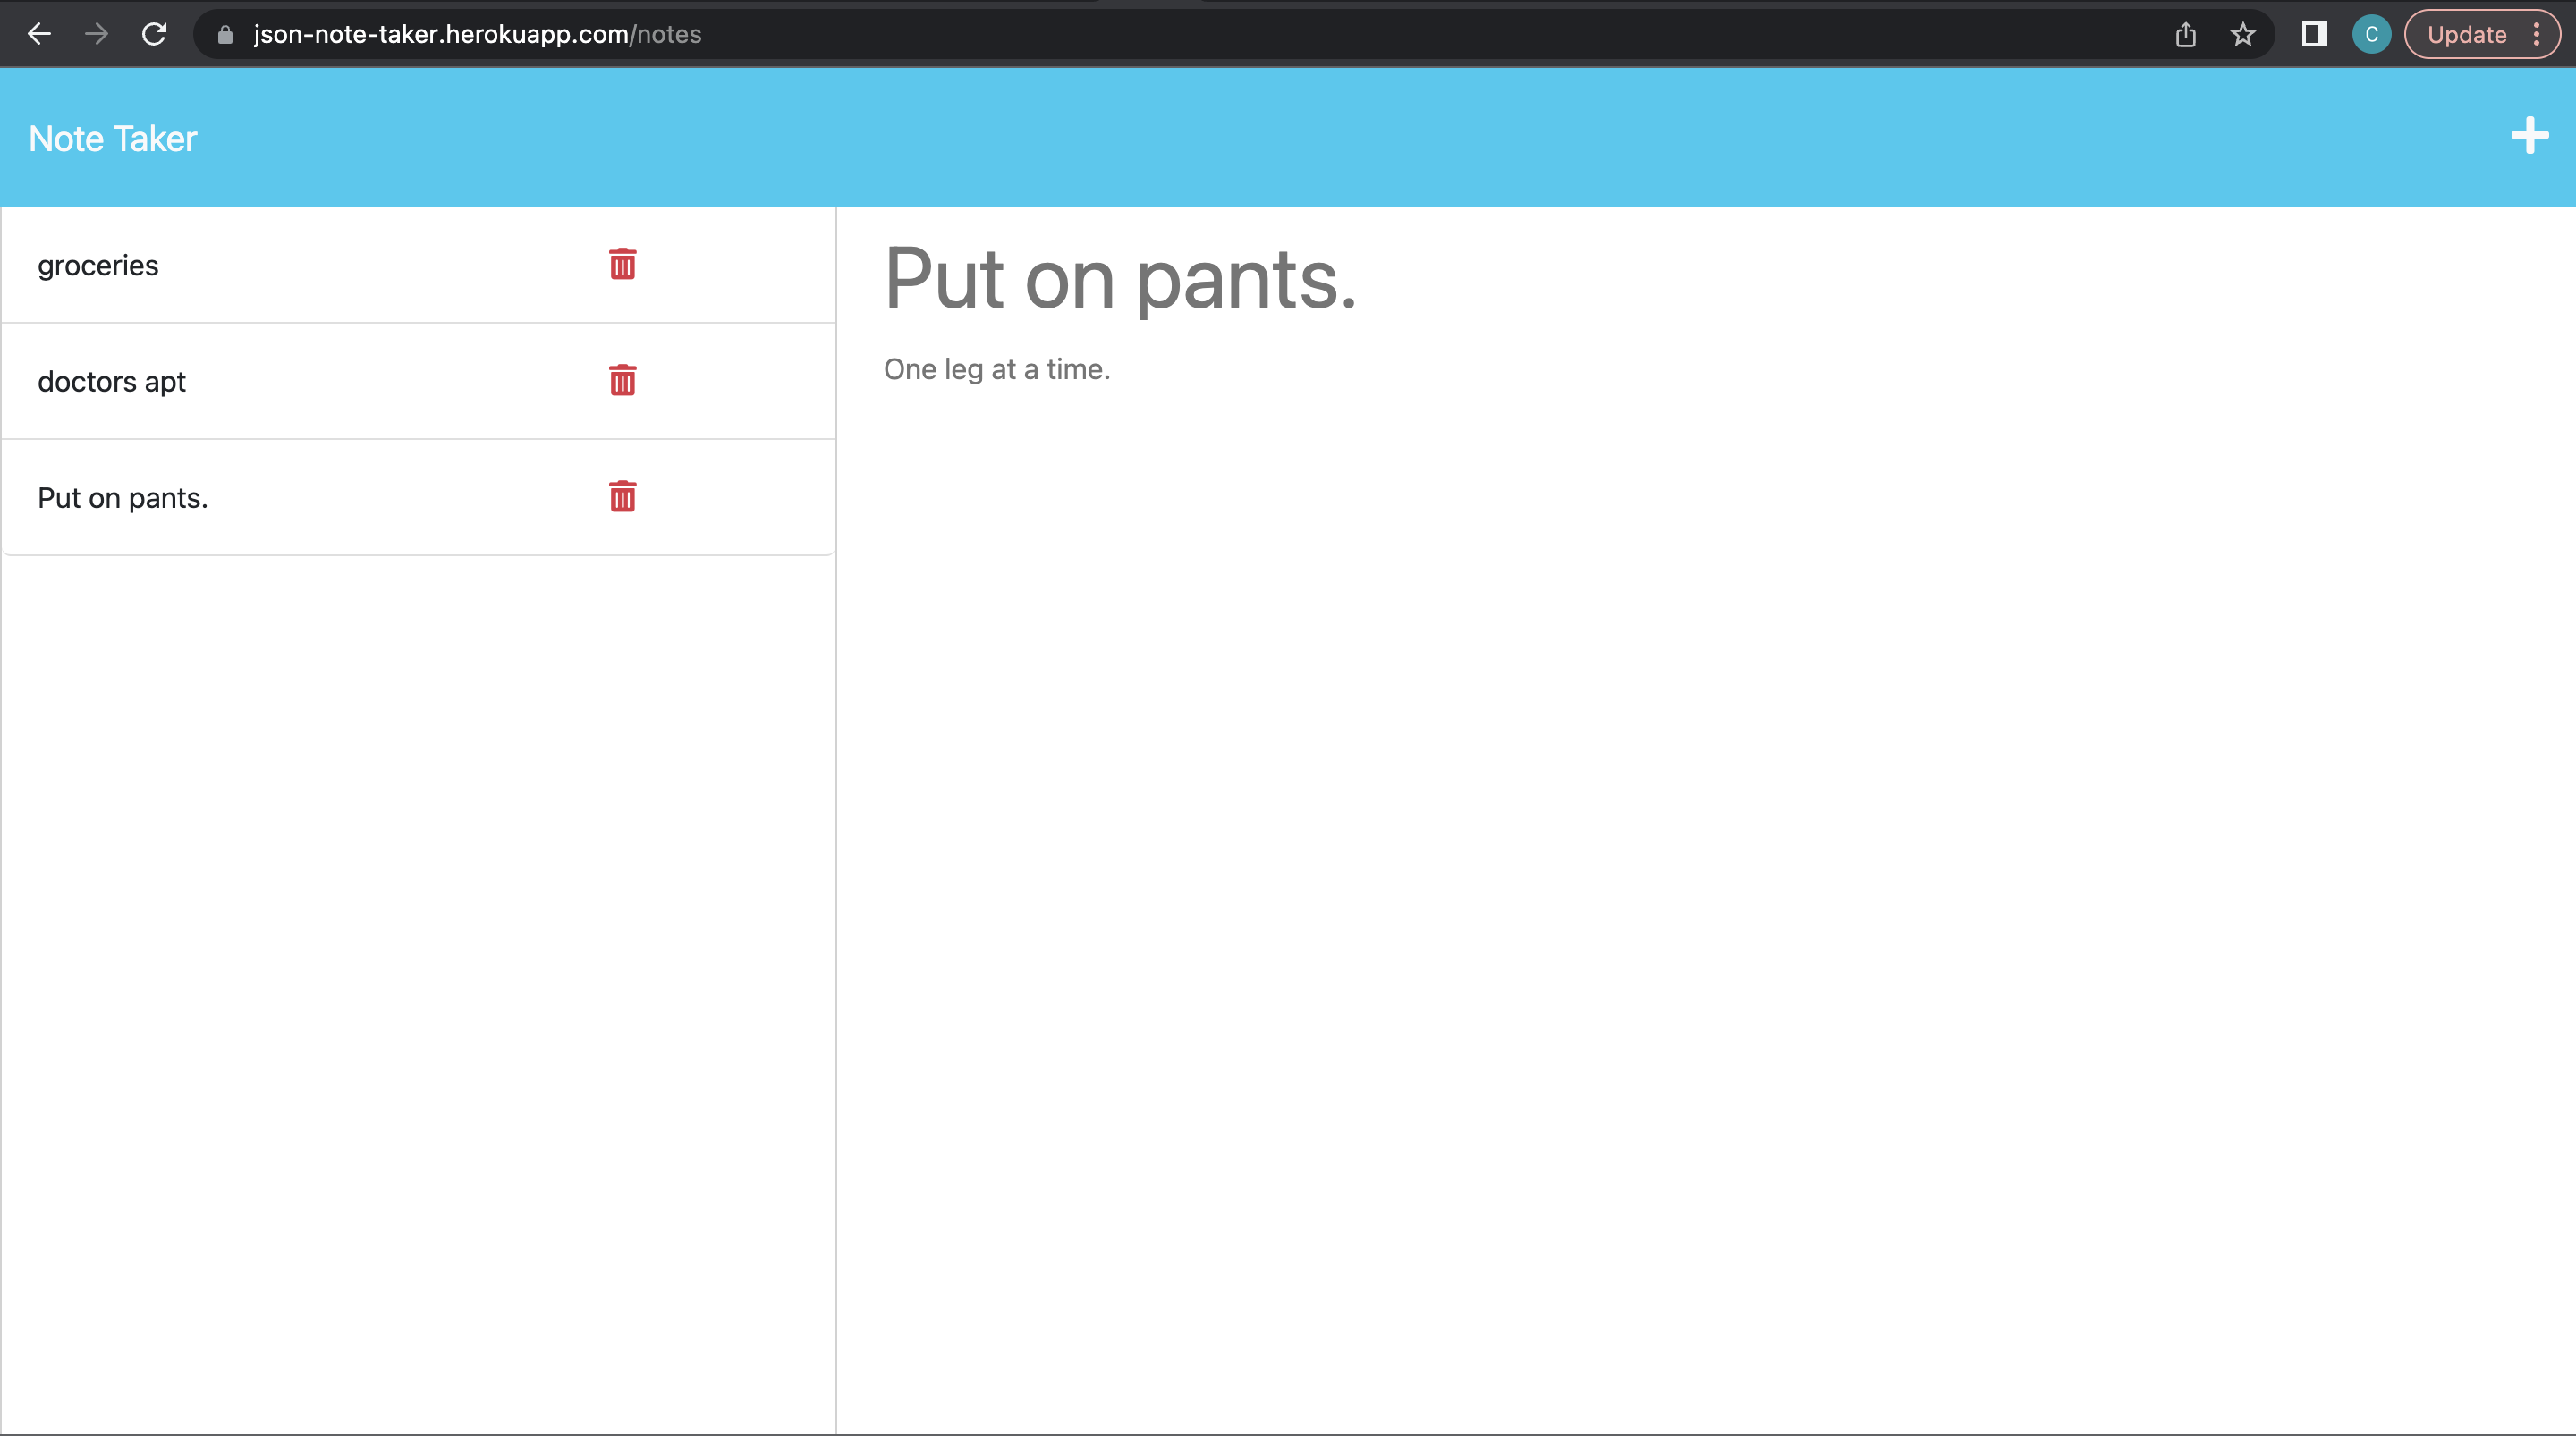 json-note-taker.herokuapp.com/notes
C
Update
Note Taker
groceries
doctors apt
Put on pants.
Put on pants.
One leg at a time.